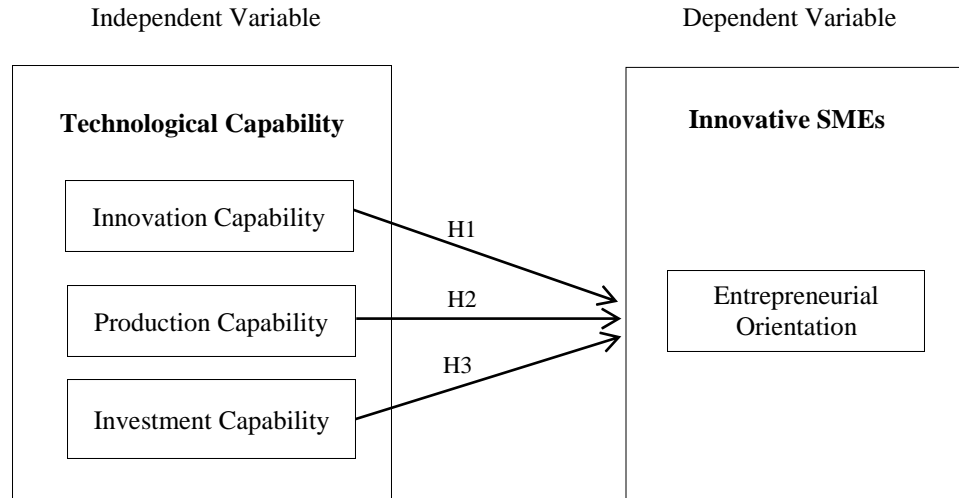 Independent Variable
Dependent Variable
Technological Capability
Innovative SMEs
Innovation Capability
H1
Production Capability
H2
Entrepreneurial
Orientation
H3
Investment Capability